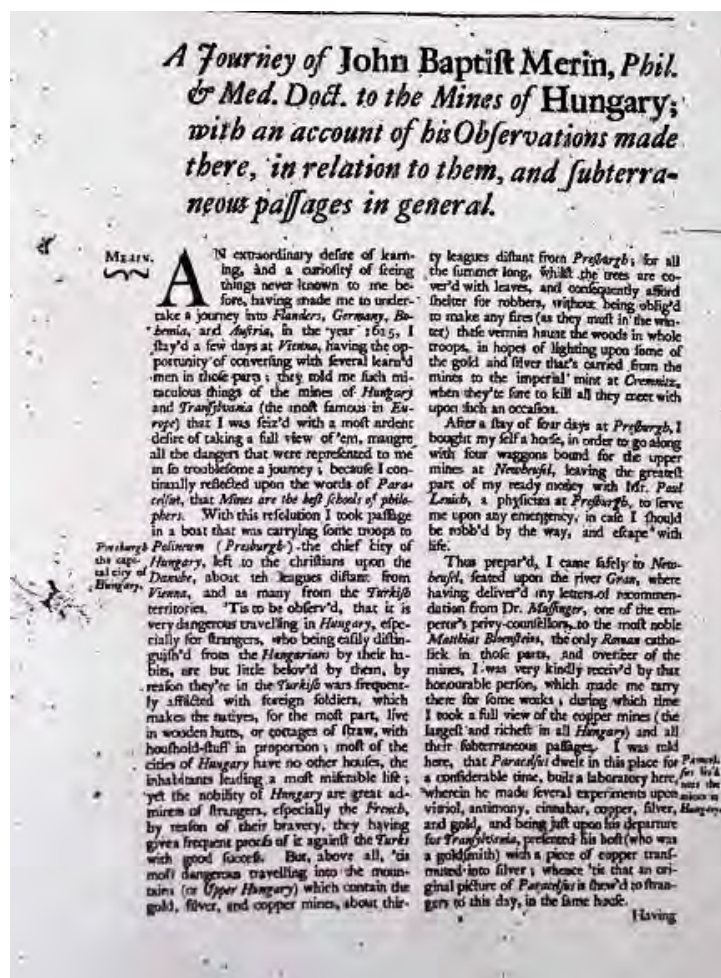 A Journey of John Baptiſt Merin, Phil.
& Med. Doct. to the Mines of Hungary;
with an account of his Obſervations made
there, in relation to them, and ſubterra-
neous paſſages in general.
MERIN.
AN extraordinary deſire of learn-
ing, and a curioſity of ſeeing
things never known to me be-
fore, having made me to under-
take a journey into Flanders, Germany, Bo-
hemia, and Auſtria, in the year 1615, I
ſtay'd a few days at Vienna, having the op-
portunity of converſing with ſeveral learn'd
men in thoſe parts; they told me ſuch mi-
raculous things of the mines of Hungary
and Tranſylvania (the moſt famous in Eu-
rope) that I was ſeiz'd with a moſt ardent
deſire of taking a full view of 'em, maugre
all the dangers that were repreſented to me
in ſo troubleſome a journey; becauſe I con-
tinually reflected upon the words of Para-
celſus, that Mines are the beſt ſchools of philo-
phers. With this reſolution I took paſſage
in a boat that was carrying ſome troops to
Presburgh
the capi-
tal city of
Hungary.
(Presburgh) the chief city of
Hungary, left to the chriſtians upon the
Danube, about ten leagues diſtant from
Vienna, and as many from the Turkiſh
territories. 'Tis to be obſerv'd, that it is
very dangerous travelling in Hungary, eſpe-
cially for ſtrangers, who being eaſily diſtin-
guiſh'd from the Hungarians by their ha-
bits, are but little belov'd by them, by
reaſon they're in the Turkiſh wars frequent-
ly afflicted with foreign ſoldiers, which
makes the natives, for the moſt part, live
in wooden hutts, or cottages of ſtraw, with
houſhold-ſtuff in proportion; moſt of the
cities of Hungary have no other houſes, the
inhabitants leading a moſt miſerable life;
yet the nobility of Hungary are great ad-
mirers of ſtrangers, eſpecially the French,
by reaſon of their bravery, they having
given frequent proofs of it againſt the Turks
with good ſucceſs. But, above all, 'tis
moſt dangerous travelling into the moun-
tains (or Upper Hungary) which contain the
gold, ſilver, and copper mines, about thir-
ty leagues diſtant from Preſburgh; for all
the ſummer long, whilſt the trees are co-
ver'd with leaves, and conſequently afford
ſhelter for robbers, without being oblig'd
to make any fires (as they muſt in the win-
ter) theſe vermin haunt the woods in whole
troops, in hopes of lighting upon ſome of
the gold and ſilver that's carried from the
mines to the imperial mint at Cremnitz,
when they're ſure to kill all they meet with
upon ſuch an occaſion.
After a ſtay of four days at Preſburgh, I
bought my ſelf a horſe, in order to go along
with four waggons bound for the upper
mines at Newheuſel, leaving the greateſt
part of my ready money with Mr. Paul
a phyſician at Preſburgh, to ſerve
me upon any emergency, in caſe I ſhould
be robb'd by the way, and eſcape with
life.
Thus prepar'd, I came ſafely to New-
heuſel, ſeated upon the river Gran, where
having deliver'd my letters of recommen-
dation from Dr. one of the em-
peror's privy-counſellors, to the moſt noble
Matthias the only Roman catho-
lick in thoſe parts, and overſeer of the
mines, I was very kindly receiv'd by that
honourable perſon, which made me tarry
there for ſome weeks; during which time
I took a full view of the copper mines (the
largeſt and richeſt in all Hungary) and all
their ſubterraneous paſſages. I was told
here, that Paracelſus dwelt in this place for
a conſiderable time, built a laboratory here,
wherein he made ſeveral experiments upon
vitriol, antimony, cinnabar, copper, ſilver,
and gold, and being juſt upon his departure
for Tranſylvania, preſented his hoſt (who was
a goldſmith) with a piece of copper tranſ-
muted into ſilver; whence 'tis that an ori-
ginal picture of Paracelſus is ſhew'd to ſtran-
gers to this day, in the ſame houſe.
Hungary.
Having